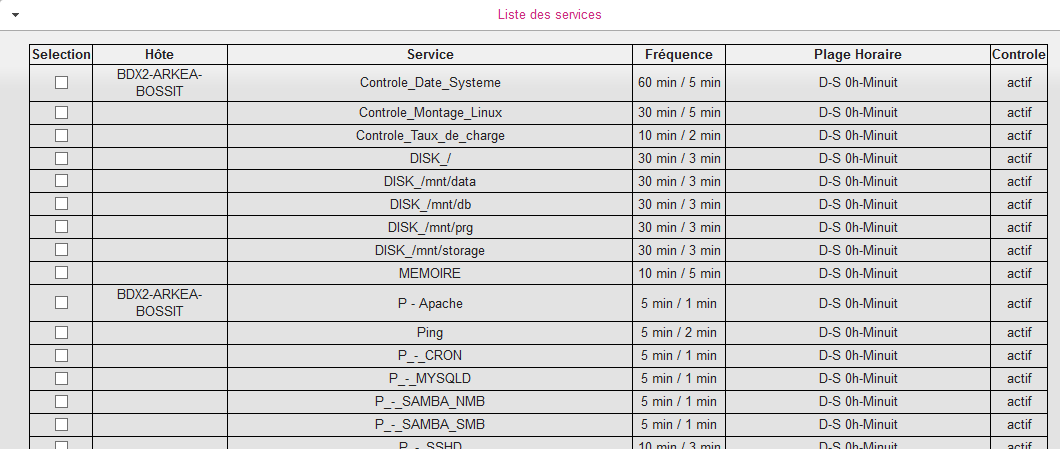 Liste des services
Selection Hôte Service Fréquence Plage Horaire Controle
BDX2-ARKEA-
BOSSIT Controle_Date_Systeme 60 min / 5 min D-S 0h-Minuit actif
Controle_Montage_Linux 30 min / 5 min D-S 0h-Minuit actif
Controle_Taux_de_charge 10 min / 2 min D-S 0h-Minuit actif
DISK_/ 30 min / 3 min D-S 0h-Minuit actif
DISK_/mnt/data 30 min / 3 min D-S 0h-Minuit actif
DISK_/mnt/db 30 min / 3 min D-S 0h-Minuit actif
DISK_/mnt/prg 30 min / 3 min D-S 0h-Minuit actif
DISK_/mnt/storage 30 min / 3 min D-S 0h-Minuit actif
MEMOIRE 10 min / 5 min D-S 0h-Minuit actif
BDX2-ARKEA-
BOSSIT P - Apache 5 min / 1 min D-S 0h-Minuit actif
Ping 5 min / 2 min D-S 0h-Minuit actif
P_-_CRON 5 min / 1 min D-S 0h-Minuit actif
P_-_MYSQLD 5 min / 1 min D-S 0h-Minuit actif
P_-_SAMBA_NMB 5 min / 1 min D-S 0h-Minuit actif
P_-_SAMBA_SMB 5 min / 1 min D-S 0h-Minuit actif
P_-_SSHD 10 min / 3 min D-S 0h-Minuit actif